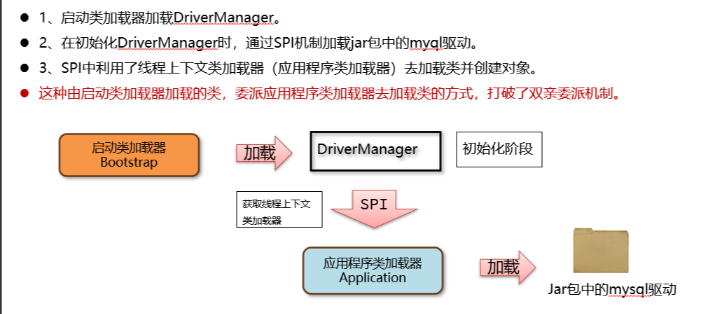 ● 1、启动类加载器加载DriverManager。
● 2、在初始化DriverManager时，通过SPI机制加载jar包中的myql驱动。
● 3、SPI中利用了线程上下文类加载器（应用程序类加载器）去加载类并创建对象。
● 这种由启动类加载器加载的类，委派应用程序类加载器去加载类的方式，打破了双亲委派机制。
启动类加载器
Bootstrap
加载
DriverManager
初始化阶段
获取线程上下文
类加载器
SPI
应用程序类加载器
Application
加载
Jar包中的mysql驱动